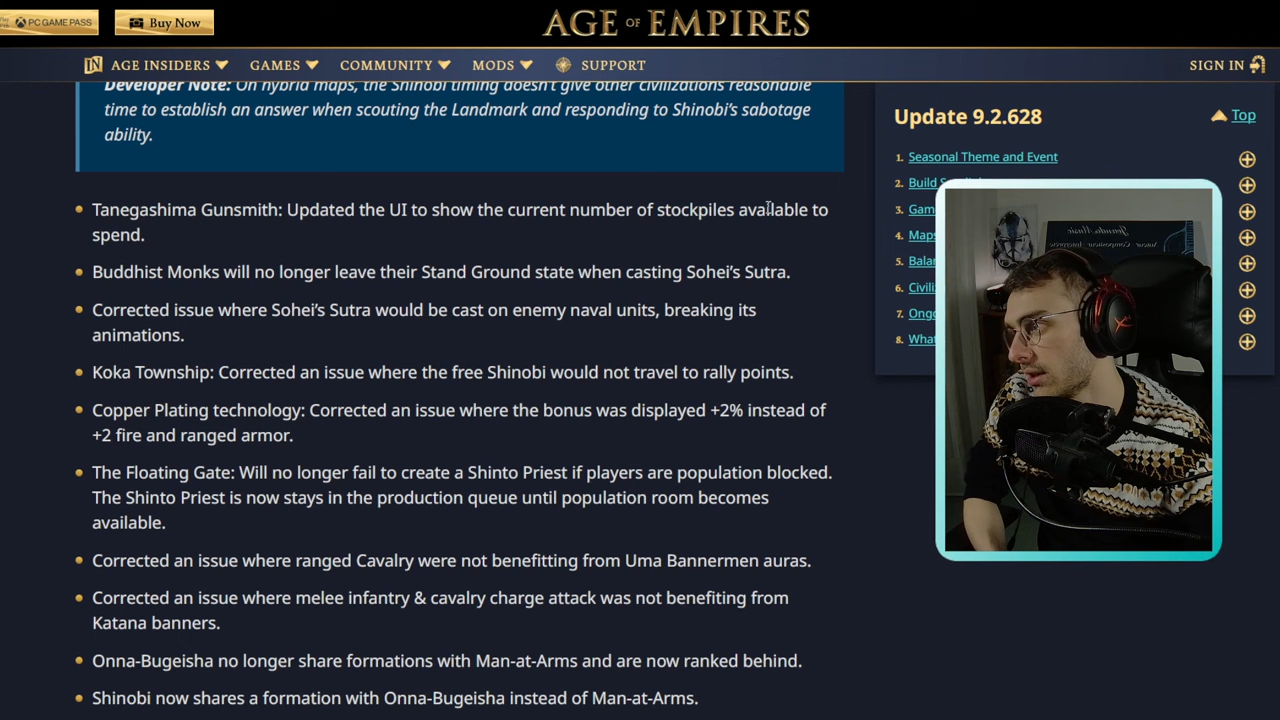 PC GAME PASS
Buy Now
AGE OF EMPIRES
AGE INSIDERS
GAMES
COMMUNITY
MODS
SUPPORT
SIGN IN
Developer Note: On hybrid maps, the Shinobi timing doesn't give other civilizations reasonable
time to establish an answer when scouting the Landmark and responding to Shinobi's sabotage
ability.
Tanegashima Gunsmith: Updated the UI to show the current number of stockpiles available to
spend.
Buddhist Monks will no longer leave their Stand Ground state when casting Sohei's Sutra.
Corrected issue where Sohei's Sutra would be cast on enemy naval units, breaking its
animations.
Koka Township: Corrected an issue where the free Shinobi would not travel to rally points.
Copper Plating technology: Corrected an issue where the bonus was displayed +2% instead of
+2 fire and ranged armor.
The Floating Gate: Will no longer fail to create a Shinto Priest if players are population blocked.
The Shinto Priest is now stays in the production queue until population room becomes
available.
Corrected an issue where ranged Cavalry were not benefitting from Uma Bannermen auras.
Corrected an issue where melee infantry & cavalry charge attack was not benefiting from
Katana banners.
Onna-Bugeisha no longer share formations with Man-at-Arms and are now ranked behind.
Shinobi now shares a formation with Onna-Bugeisha instead of Man-at-Arms.
Update 9.2.628
Top
1. Seasonal Theme and Event
2. Build
3. Gam
4. Maps
5. Balan
6. Civili
7. Ongo
8. What